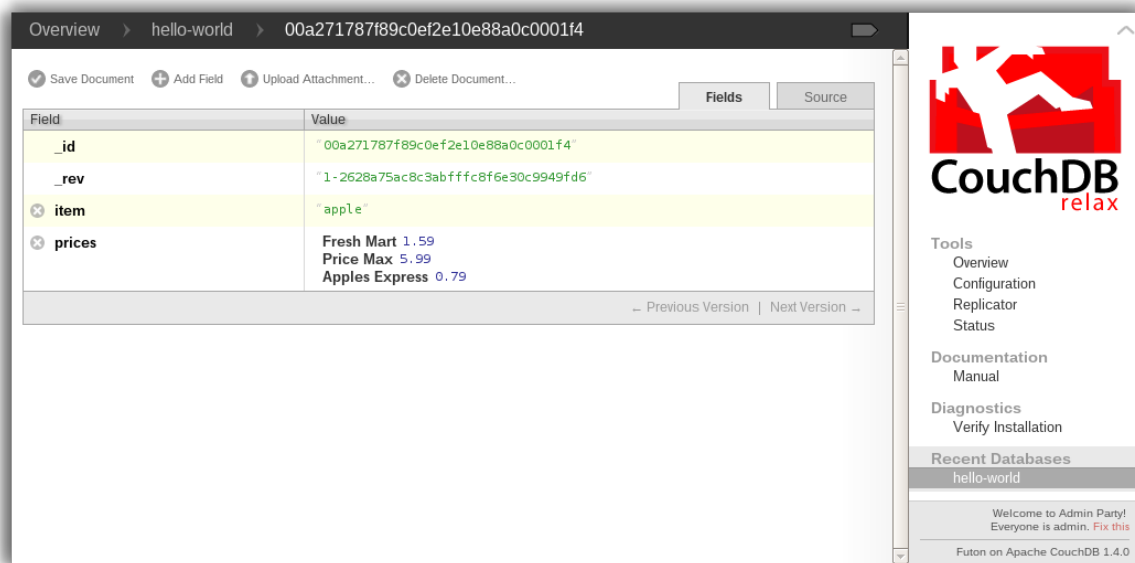 Overview hello-world 00a271787f89c0ef2e10e88a0c0001f4
Save Document Add Field Upload Attachment… Delete Document…
Fields Source
Field Value
_id "00a271787f89c0ef2e10e88a0c0001f4"
_rev "1-2628a75ac8c3abfffc8f6e30c9949fd6"
item "apple"
prices Fresh Mart 1.59
Price Max 5.99
Apples Express 0.79
← Previous Version | Next Version →
CouchDB
relax
Tools
Overview
Configuration
Replicator
Status
Documentation
Manual
Diagnostics
Verify Installation
Recent Databases
hello-world
Welcome to Admin Party!
Everyone is admin. Fix this
Futon on Apache CouchDB 1.4.0